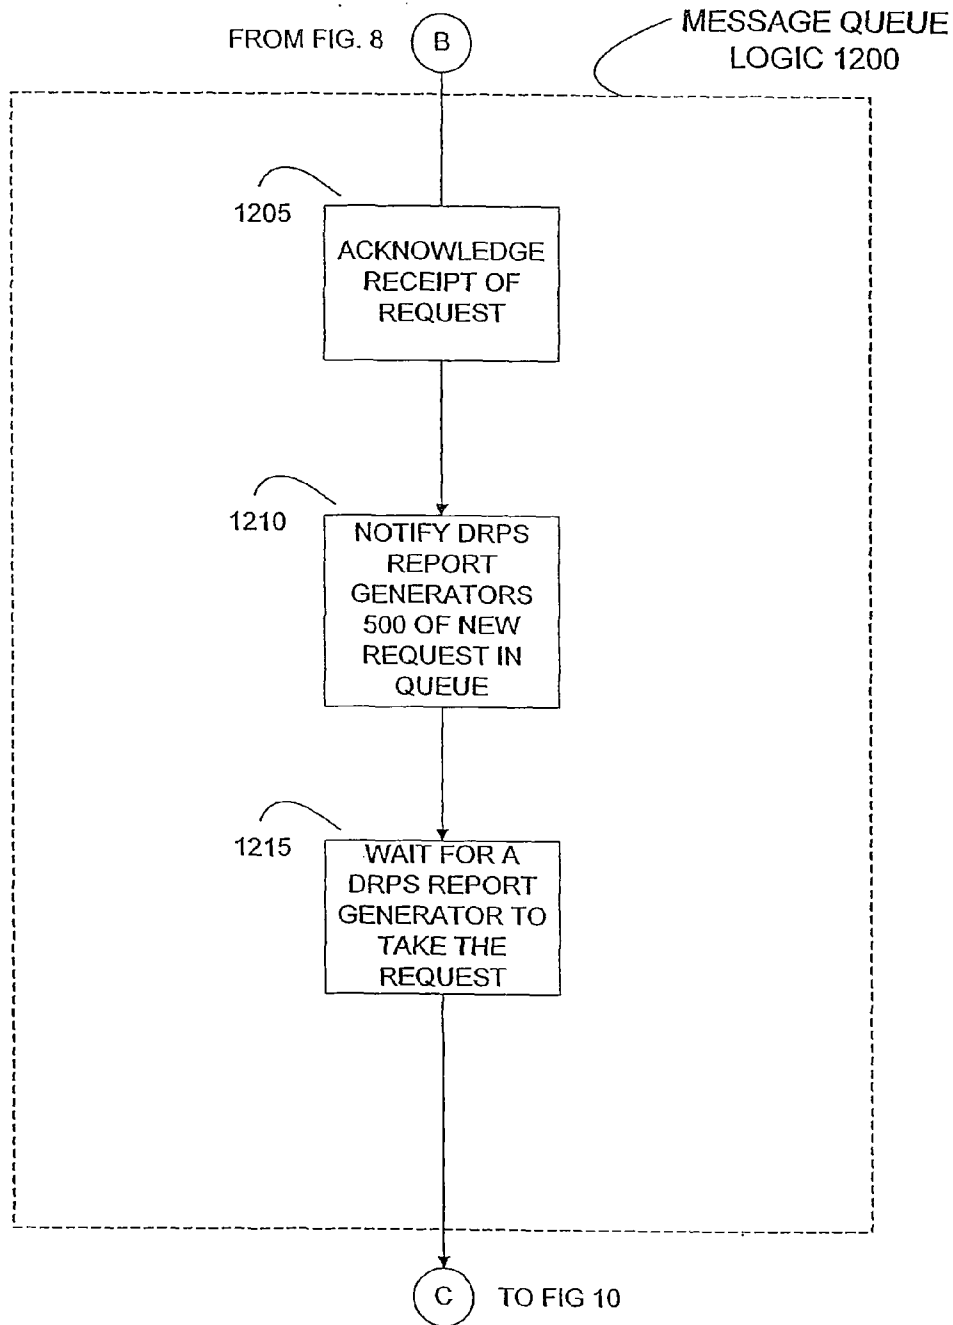 FROM FIG. 8
B
MESSAGE QUEUE
LOGIC 1200
1205
ACKNOWLEDGE
RECEIPT OF
REQUEST
1210
NOTIFY DRPS
REPORT
GENERATORS
500 OF NEW
REQUEST IN
QUEUE
1215
WAIT FOR A
DRPS REPORT
GENERATOR TO
TAKE THE
REQUEST
C
TO FIG 10